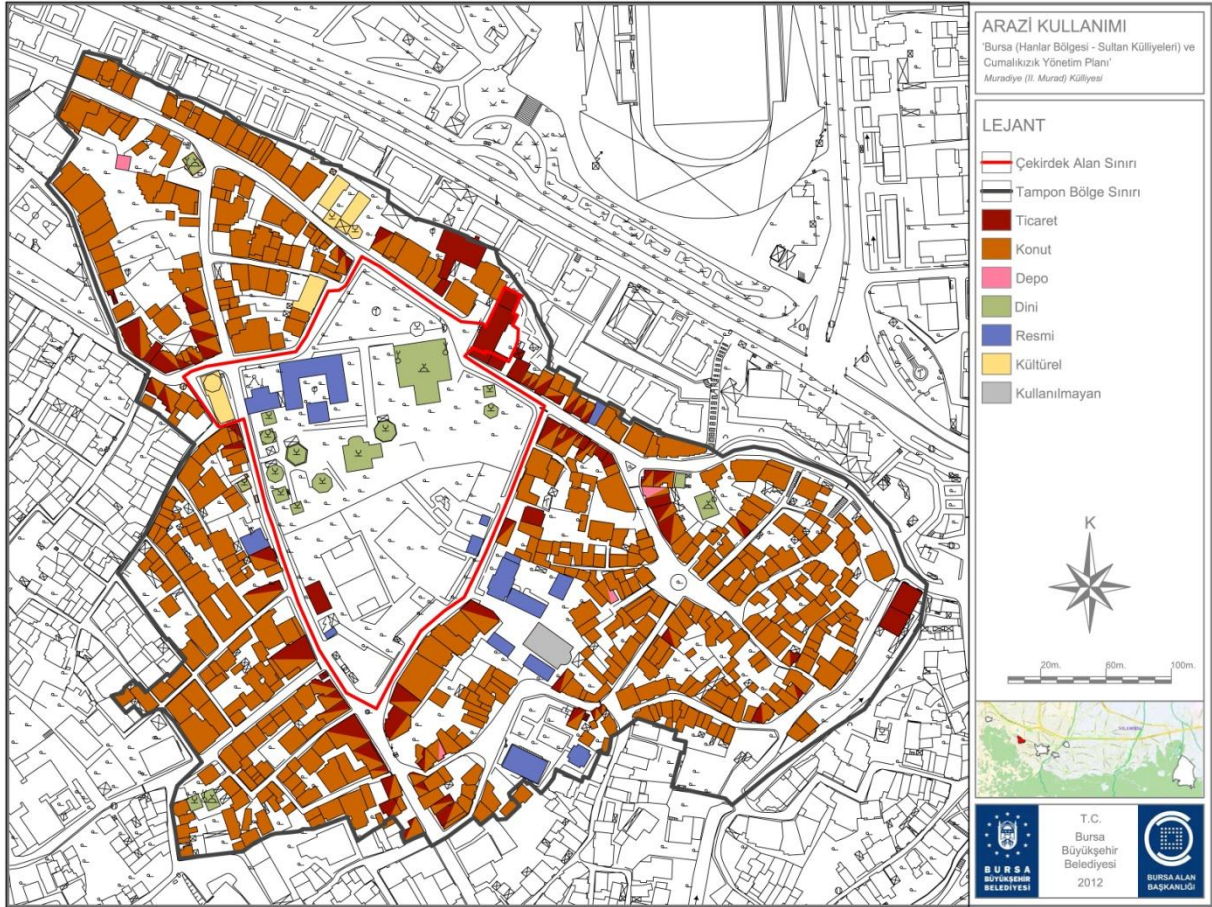 ARAZİ KULLANIMI
'Bursa (Hanlar Bölgesi - Sultan Külliyeleri) ve
Cumalıkızık Yönetim Planı'
Muradiye (II. Murad) Külliyesi
LEJANT
Çekirdek Alan Sınırı
Tampon Bölge Sınırı
Ticaret
Konut
Depo
Dini
Resmi
Kültürel
Kullanılmayan
K
20m. 60m. 100m.
YILDIRIM
BURSA
BÜYÜKŞEHİR
BELEDİYESİ
T.C.
Bursa
Büyükşehir
Belediyesi
2012
BURSA ALAN
BAŞKANLIĞI